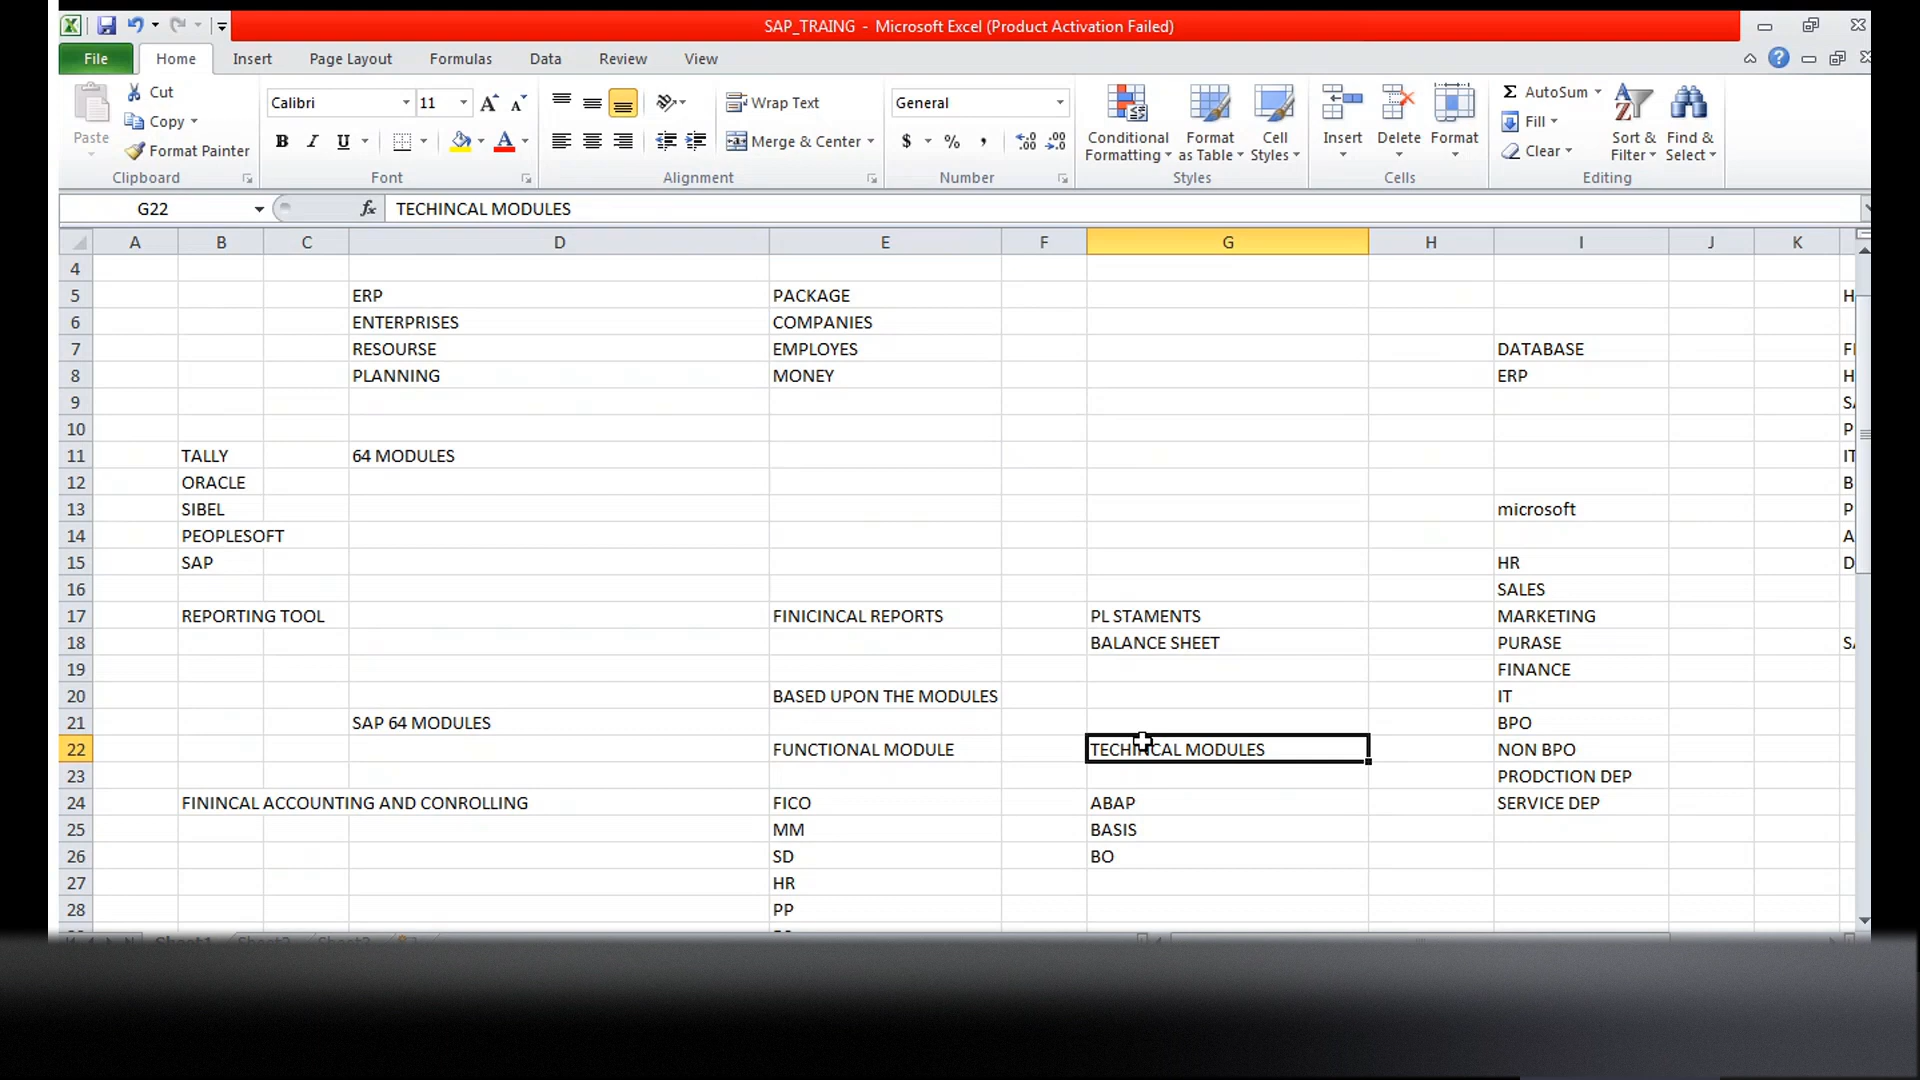 SAP_TRAING - Microsoft Excel (Product Activation Failed)
File Home Insert Page Layout Formulas Data Review View
Paste
Cut
Copy
Format Painter
Clipboard
Calibri 11
B I U
Font
Wrap Text
Merge & Center
Alignment
General
$ % ,
Number
Conditional Formatting
Format as Table
Cell Styles
Styles
Insert
Delete
Format
Cells
AutoSum
Fill
Clear
Sort & Filter
Find & Select
Editing
G22 fx TECHINCAL MODULES
A B C D E F G H I J K
4
5 ERP PACKAGE H
6 ENTERPRISES COMPANIES
7 RESOURSE EMPLOYES DATABASE
8 PLANNING MONEY ERP H
9
10 P
11 TALLY 64 MODULES IT
12 ORACLE B
13 SIBEL microsoft P
14 PEOPLESOFT A
15 SAP HR D
16 SALES
17 REPORTING TOOL FINICINCAL REPORTS PL STAMENTS MARKETING
18 BALANCE SHEET PURASE
19 FINANCE
20 BASED UPON THE MODULES IT
21 SAP 64 MODULES BPO
22 FUNCTIONAL MODULE TECHINCAL MODULES NON BPO
23 PRODCTION DEP
24 FININCAL ACCOUNTING AND CONROLLING FICO ABAP SERVICE DEP
25 MM BASIS
26 SD BO
27 HR
28 PP